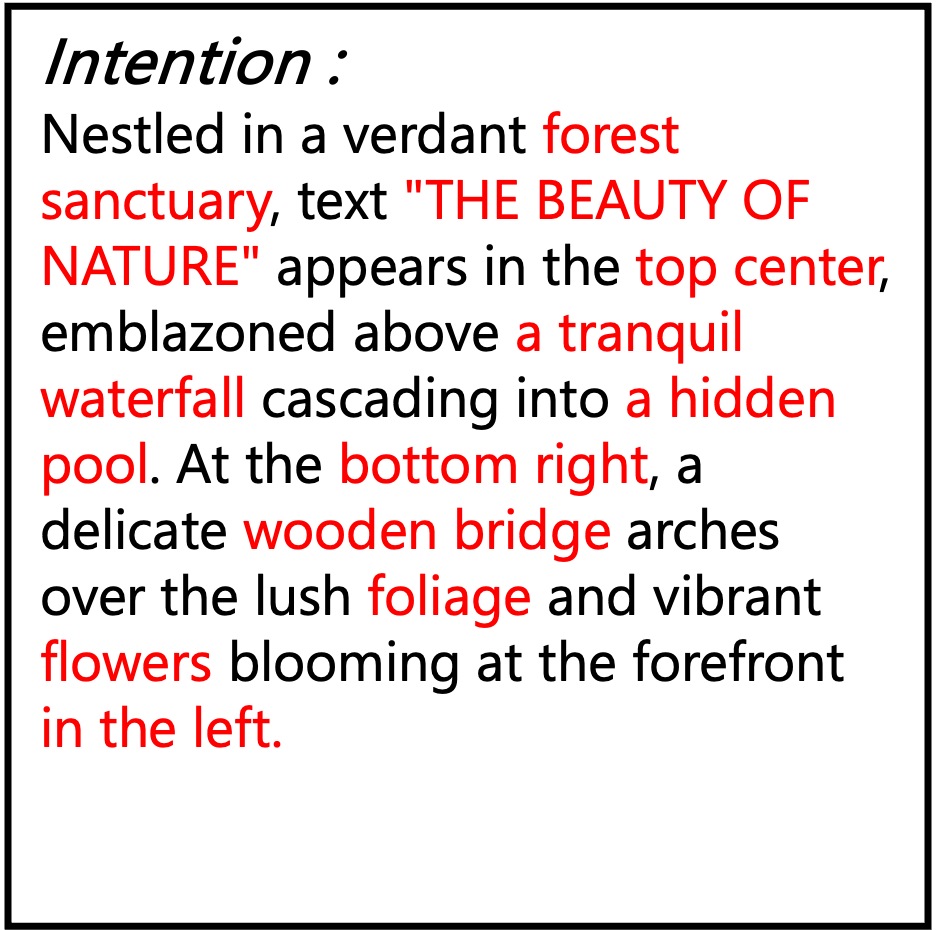 Intention :
Nestled in a verdant forest
sanctuary, text "THE BEAUTY OF
NATURE" appears in the top center,
emblazoned above a tranquil
waterfall cascading into a hidden
pool. At the bottom right, a
delicate wooden bridge arches
over the lush foliage and vibrant
flowers blooming at the forefront
in the left.